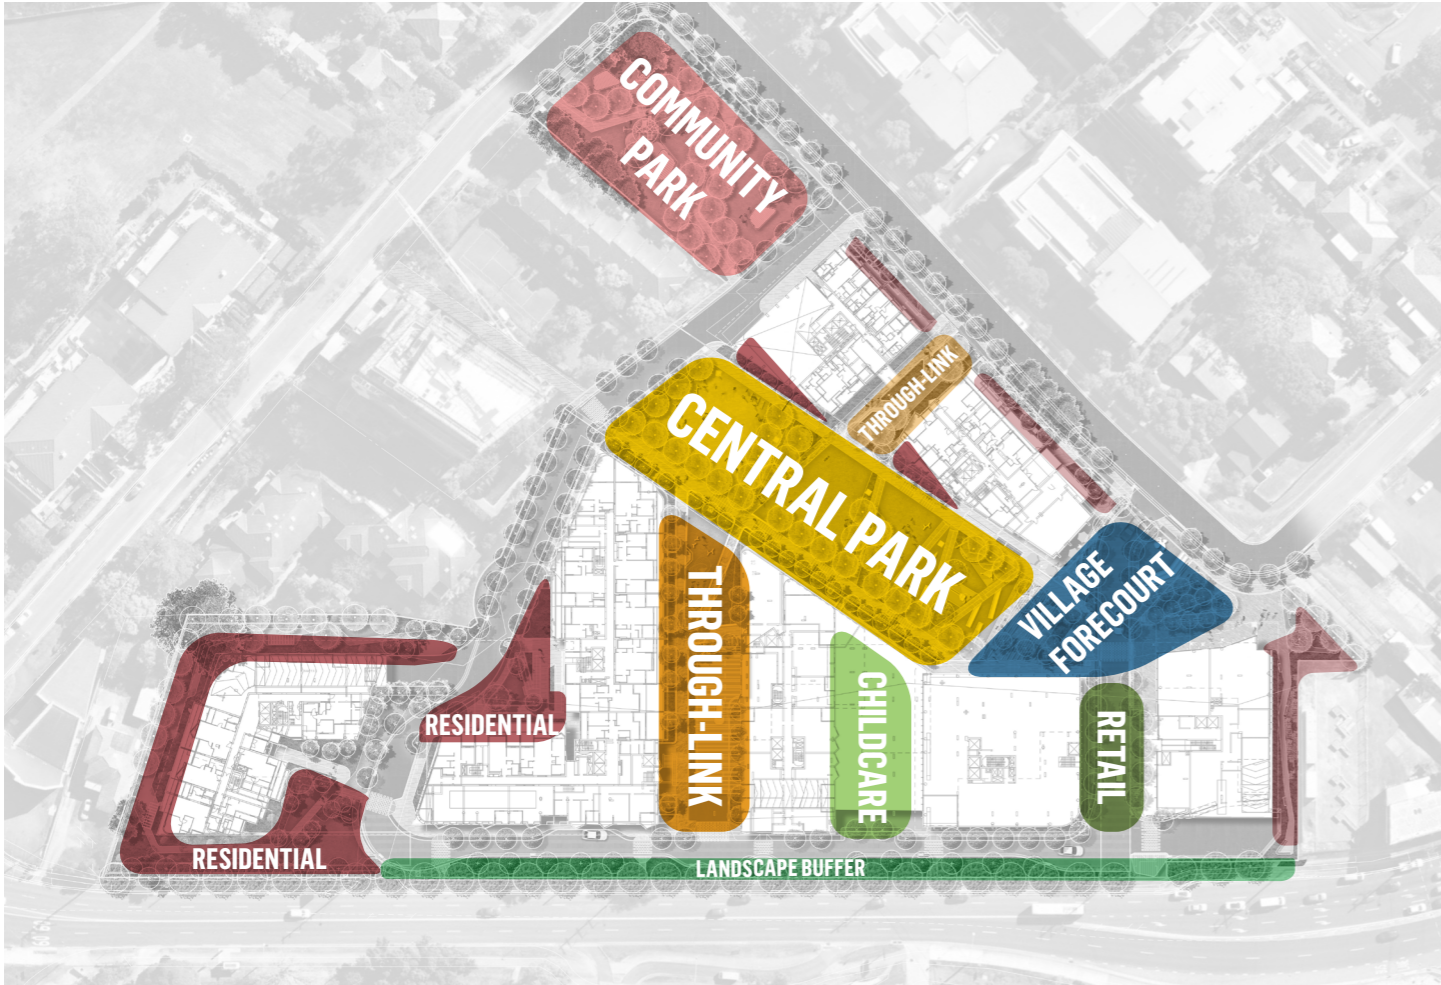 COMMUNITY
PARK
THROUGH-LINK
CENTRAL PARK
VILLAGE
FORECOURT
THROUGH-LINK
CHILDCARE
RETAIL
RESIDENTIAL
RESIDENTIAL
LANDSCAPE BUFFER